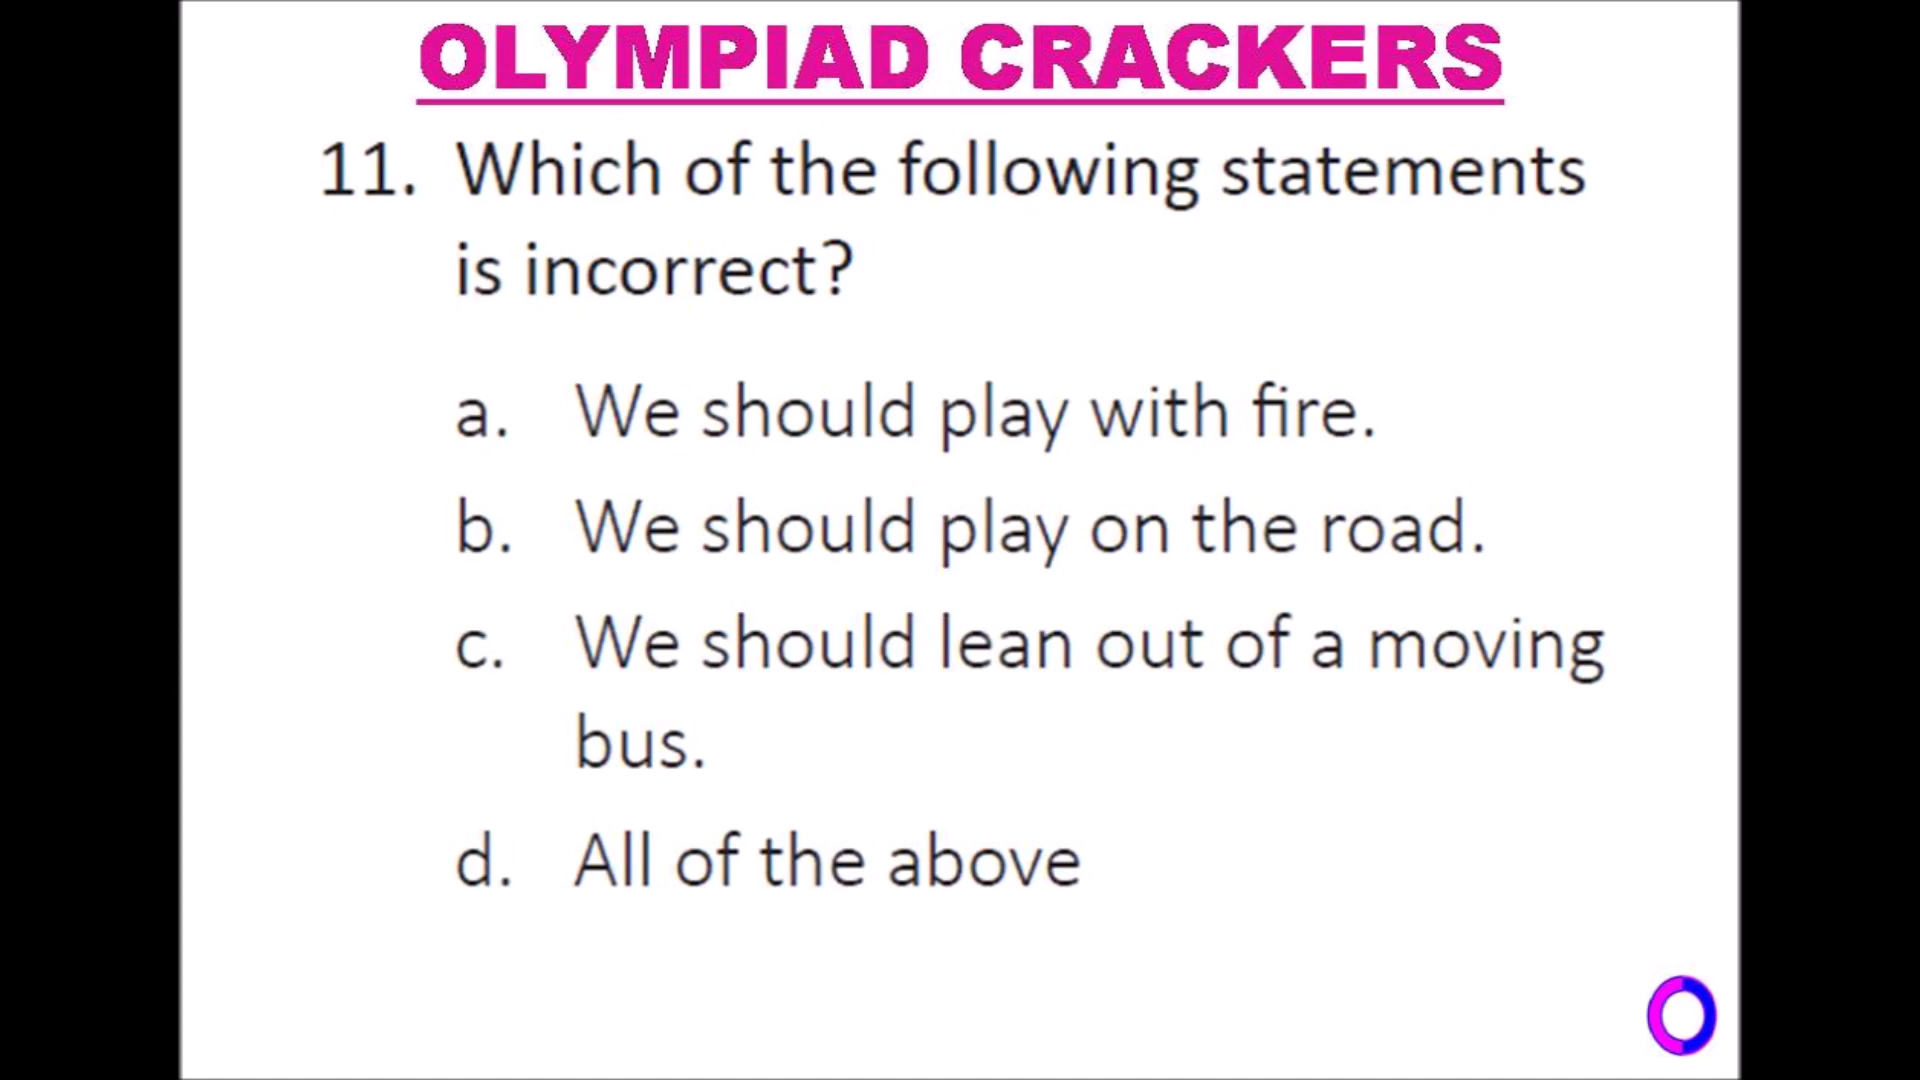 OLYMPIAD CRACKERS
11. Which of the following statements
is incorrect?
a. We should play with fire.
b. We should play on the road.
c. We should lean out of a moving
bus.
d. All of the above